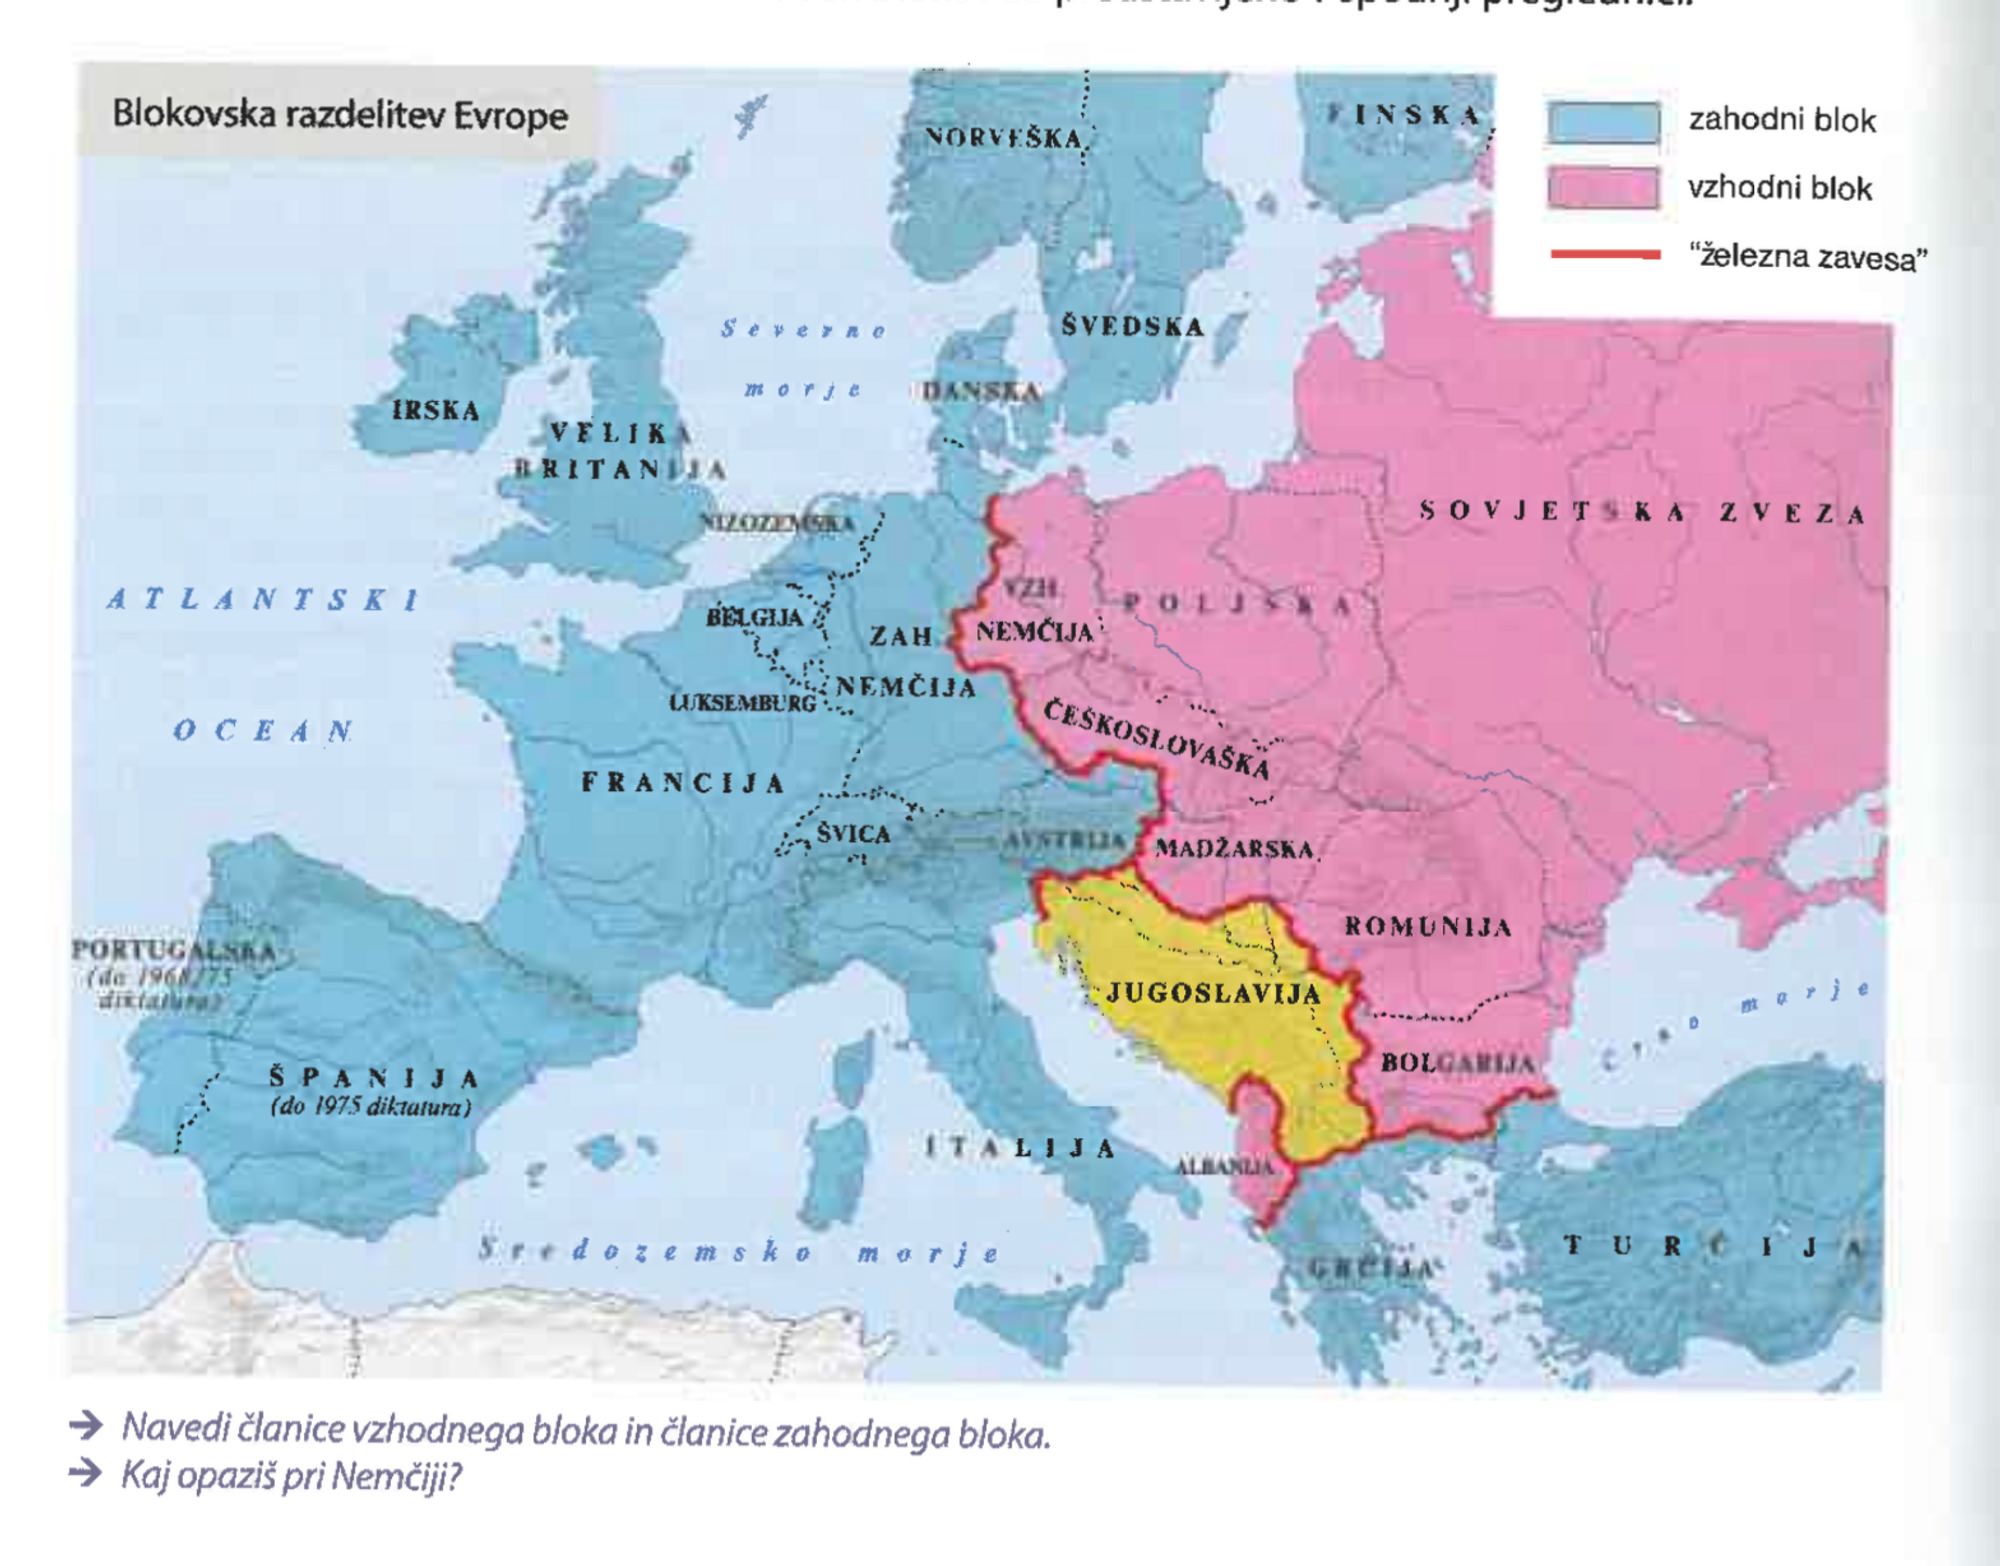 Blokovska razdelitev Evrope
zahodni blok
vzhodni blok
“železna zavesa”
NORVEŠKA
FINSKA
ŠVEDSKA
Severno
morje
DANSKA
IRSKA
VELIKA
BRITANIJA
NIZOZEMSKA
SOVJETSKA ZVEZA
ATLANTSKI
OCEAN
BELGIJA
ZAH.
NEMČIJA
VZH.
NEMČIJA
POLJSKA
LUKSEMBURG
ČEŠKOSLOVAŠKA
FRANCIJA
ŠVICA
AVSTRIJA
MADŽARSKA
ROMUNIJA
PORTUGALSKA
(do 1968/75
diktatura)
JUGOSLAVIJA
Črno morje
BOLGARIJA
ŠPANIJA
(do 1975 diktatura)
ITALIJA
ALBANIJA
Sredozemsko morje
GRČIJA
TURČIJA
→ Navedi članice vzhodnega bloka in članice zahodnega bloka.
→ Kaj opaziš pri Nemčiji?